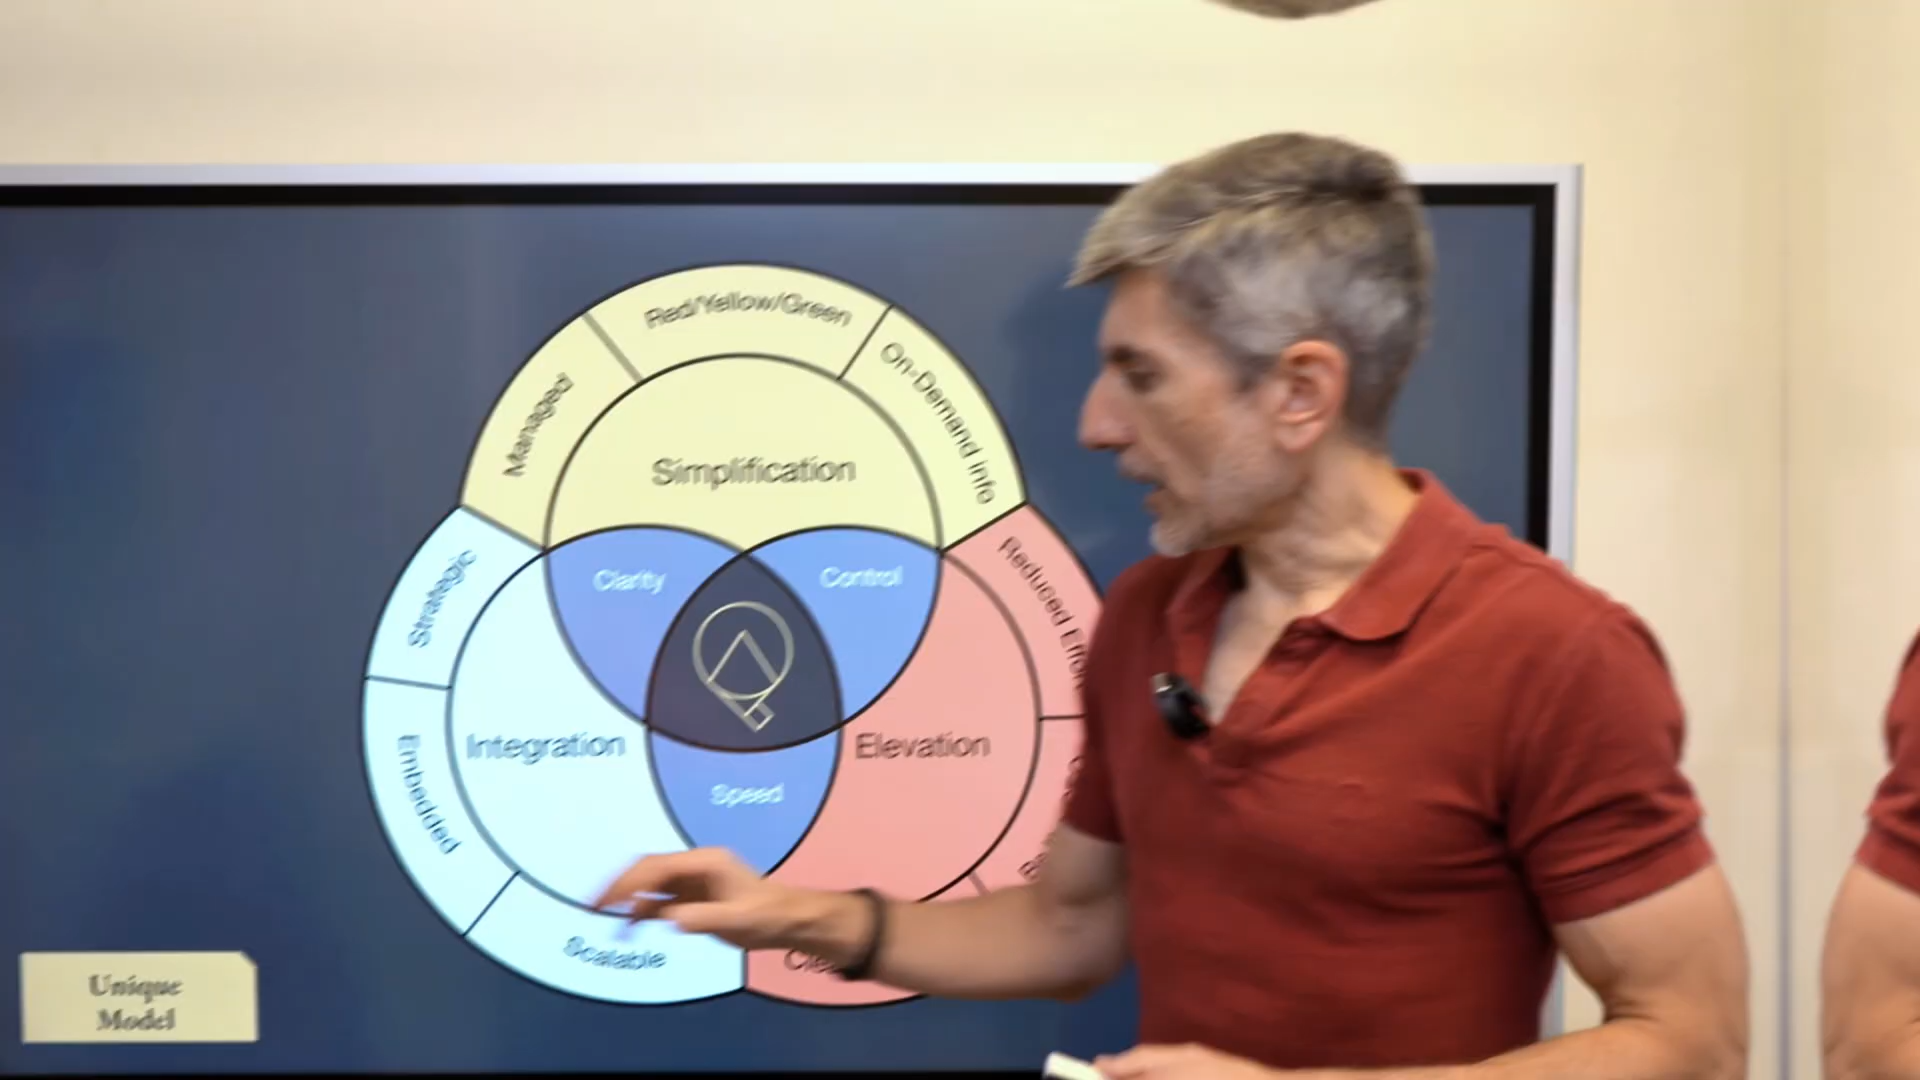 Red/Yellow/Green
Managed
On-Demand info
Simplification
Strategic
Clarity
Control
Reduced
Integration
Elevation
Embedded
Speed
Scalable
Unique
Model